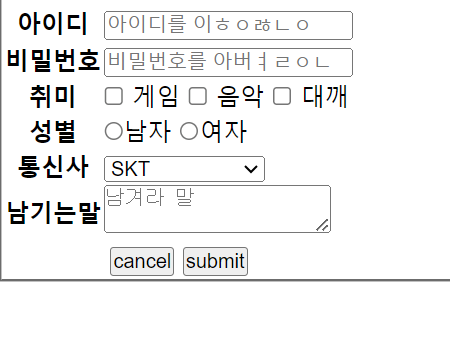 아이디 아이디를 이ㅎㅇㅀㄴㅇ
비밀번호 비밀번호를 아버ㅕㄹㅇㄴ
취미 게임 음악 대깨
성별 남자 여자
통신사 SKT
남기는말 남겨라 말
cancel submit